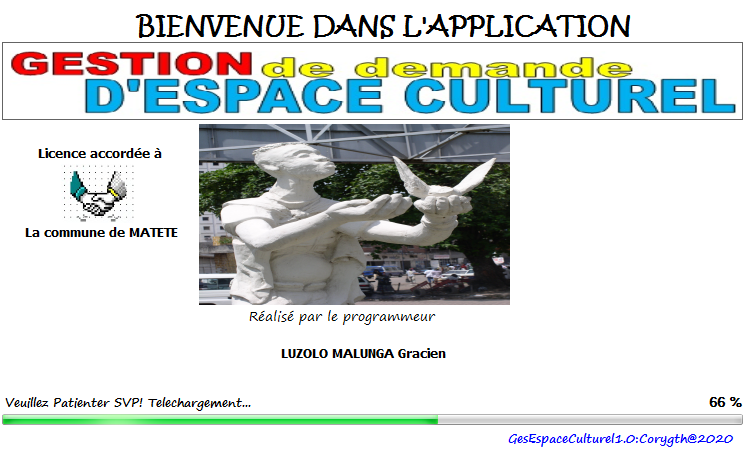 BIENVENUE DANS L'APPLICATION
GESTION de demande
D'ESPACE CULTUREL
Licence accordée à
La commune de MATETE
Réalisé par le programmeur
LUZOLO MALUNGA Gracien
Veuillez Patienter SVP! Telechargement...
66 %
GesEspaceCulturel1.0:Corygth@2020